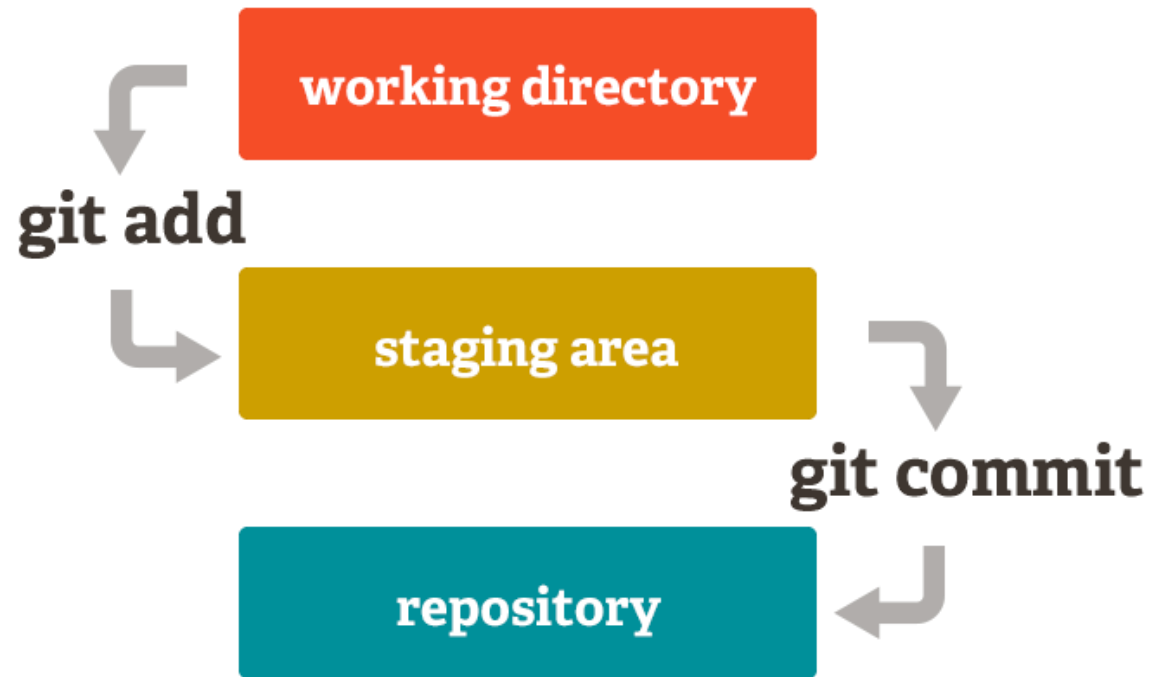 working directory
git add
staging area
git commit
repository